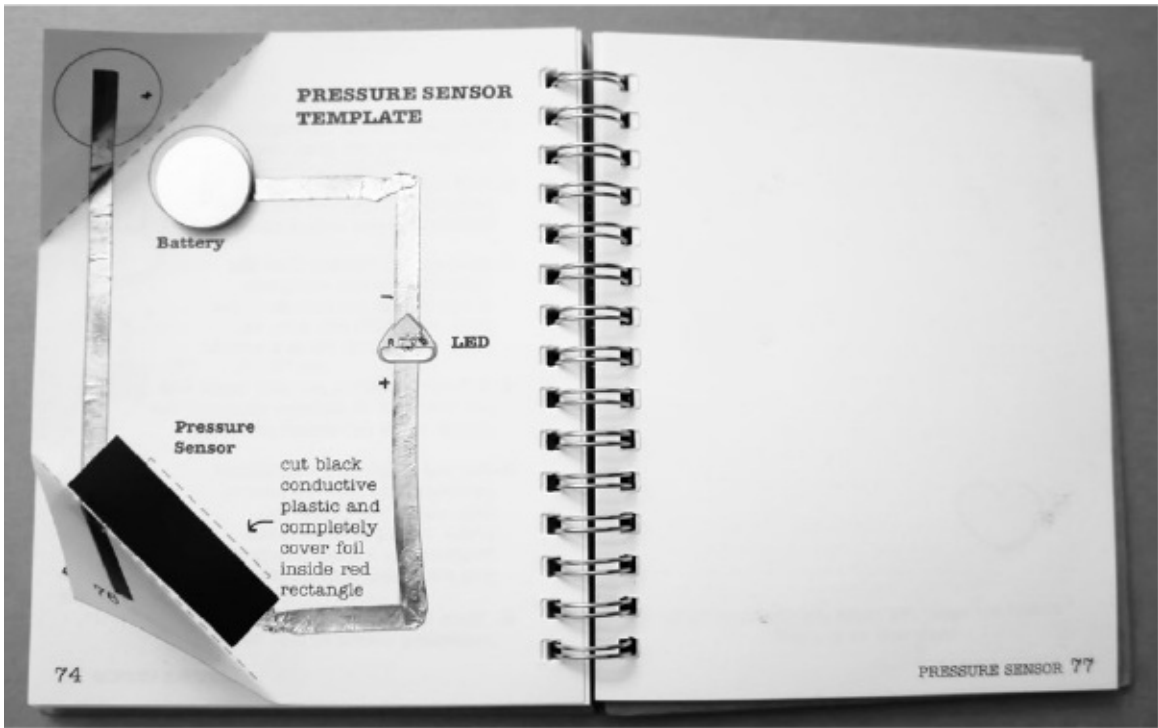 PRESSURE SENSOR
TEMPLATE
+
Battery
-
LED
+
Pressure
Sensor
cut black
conductive
plastic and
completely
cover foil
inside red
rectangle
76
74
PRESSURE SENSOR 77